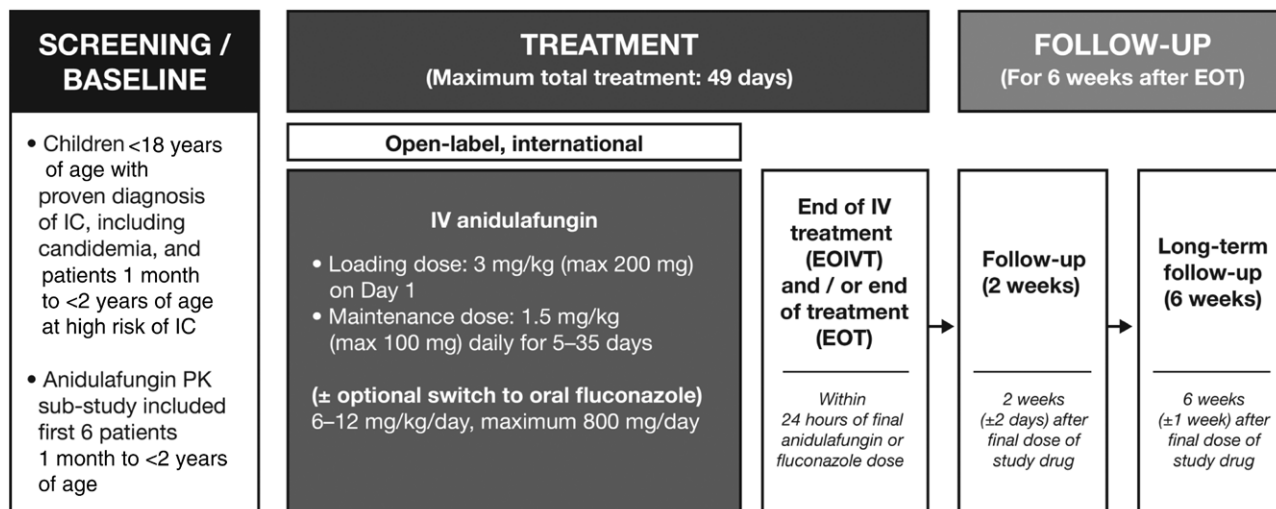 SCREENING /
BASELINE
• Children <18 years
of age with
proven diagnosis
of IC, including
candidemia, and
patients 1 month
to <2 years of age
at high risk of IC
• Anidulafungin PK
sub-study included
first 6 patients
1 month to <2 years
of age
TREATMENT
(Maximum total treatment: 49 days)
Open-label, international
IV anidulafungin
• Loading dose: 3 mg/kg (max 200 mg)
on Day 1
• Maintenance dose: 1.5 mg/kg
(max 100 mg) daily for 5–35 days
(± optional switch to oral fluconazole)
6–12 mg/kg/day, maximum 800 mg/day
End of IV
treatment
(EOIVT)
and / or end
of treatment
(EOT)
Within
24 hours of final
anidulafungin or
fluconazole dose
FOLLOW-UP
(For 6 weeks after EOT)
Follow-up
(2 weeks)
2 weeks
(±2 days) after
final dose of
study drug
Long-term
follow-up
(6 weeks)
6 weeks
(±1 week) after
final dose of
study drug